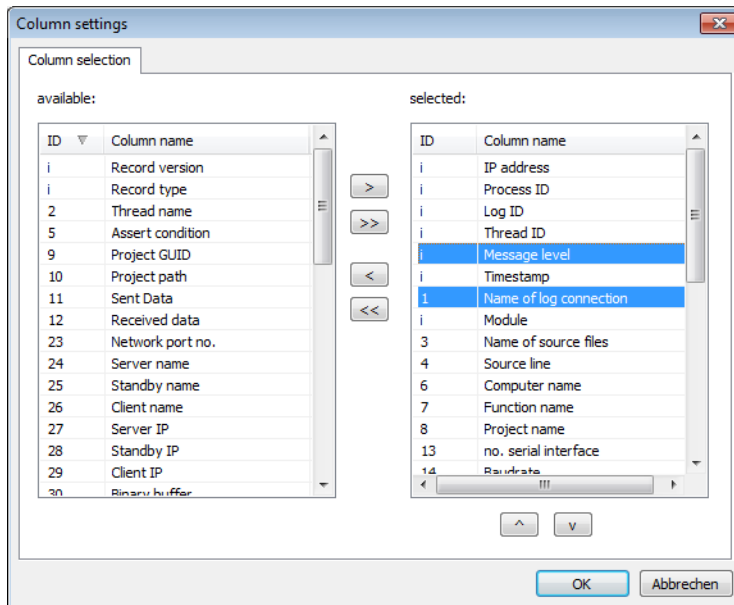 Column settings
Column selection
available:
ID Column name
i Record version
i Record type
2 Thread name
5 Assert condition
9 Project GUID
10 Project path
11 Sent Data
12 Received data
23 Network port no.
24 Server name
25 Standby name
26 Client name
27 Server IP
28 Standby IP
29 Client IP
30 Binary buffer
>
>>
<
<<
selected:
ID Column name
i IP address
i Process ID
i Log ID
i Thread ID
i Message level
i Timestamp
1 Name of log connection
i Module
3 Name of source files
4 Source line
6 Computer name
7 Function name
8 Project name
13 no. serial interface
14 Baudrate
^ v
OK Abbrechen